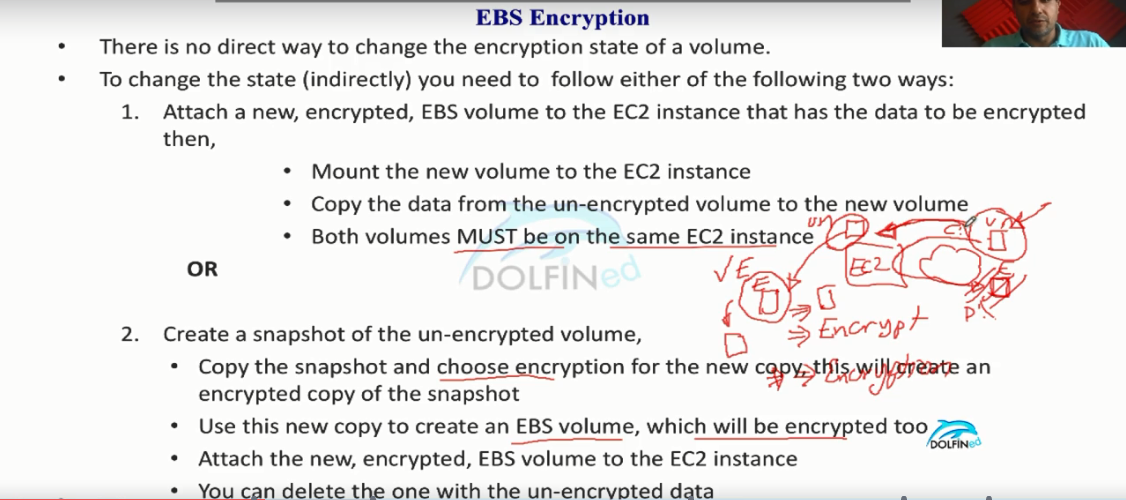 EBS Encryption
• There is no direct way to change the encryption state of a volume.
• To change the state (indirectly) you need to follow either of the following two ways:
1. Attach a new, encrypted, EBS volume to the EC2 instance that has the data to be encrypted
then,
• Mount the new volume to the EC2 instance
• Copy the data from the un-encrypted volume to the new volume
• Both volumes MUST be on the same EC2 instance
un
EC2
E
OR
DOLFINed
√E
E
2. Create a snapshot of the un-encrypted volume,
Encrypt
• Copy the snapshot and choose encryption for the new copy, this will create an
encrypted copy of the snapshot
• Use this new copy to create an EBS volume, which will be encrypted too
DOLFINed
• Attach the new, encrypted, EBS volume to the EC2 instance
• You can delete the one with the un-encrypted data